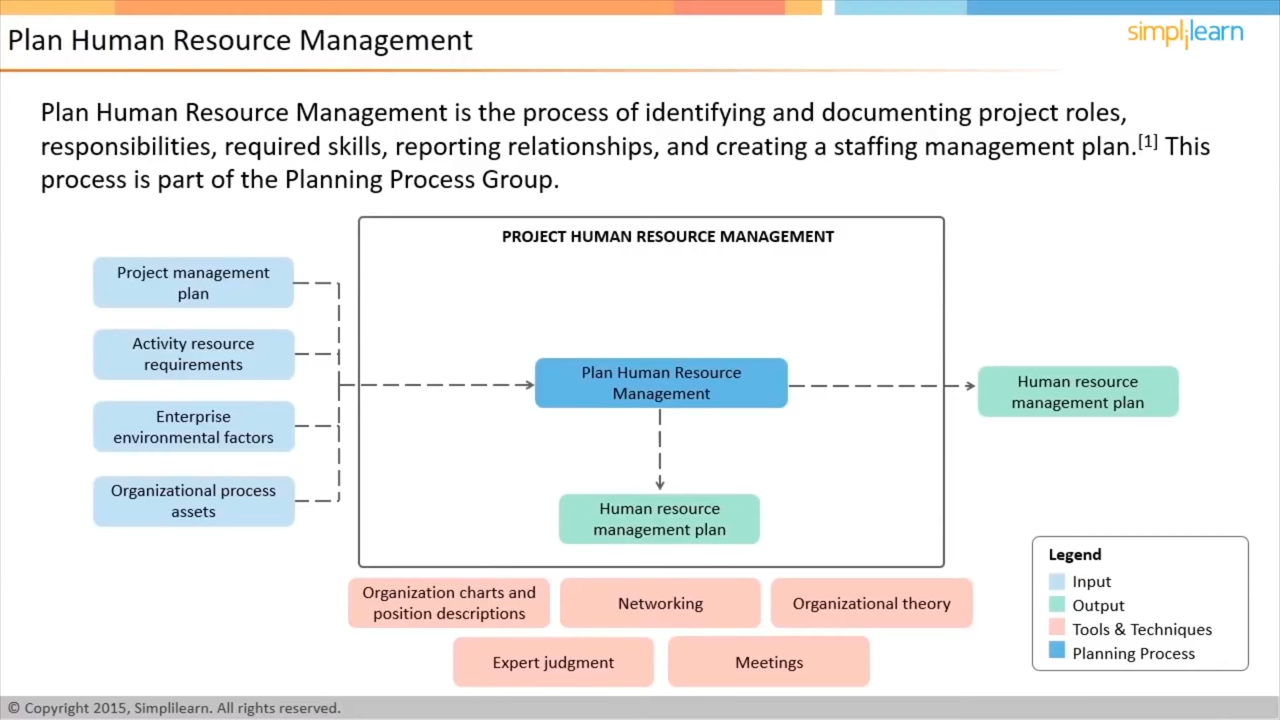 Plan Human Resource Management
simplilearn
Plan Human Resource Management is the process of identifying and documenting project roles,
responsibilities, required skills, reporting relationships, and creating a staffing management plan.[1] This
process is part of the Planning Process Group.
PROJECT HUMAN RESOURCE MANAGEMENT
Project management
plan
Activity resource
requirements
Enterprise
environmental factors
Organizational process
assets
Plan Human Resource
Management
Human resource
management plan
Human resource
management plan
Organization charts and
position descriptions
Networking
Organizational theory
Expert judgment
Meetings
Legend
Input
Output
Tools & Techniques
Planning Process
© Copyright 2015, Simplilearn. All rights reserved.